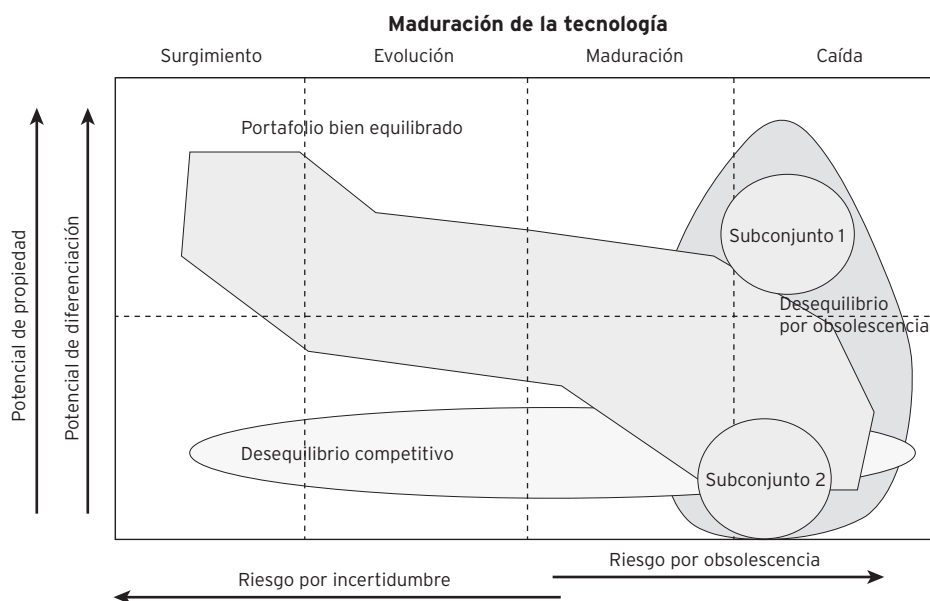 Maduración de la tecnología
Surgimiento
Evolución
Maduración
Caída
Potencial de propiedad
Potencial de diferenciación
Portafolio bien equilibrado
Subconjunto 1
Desequilibrio
por obsolescencia
Desequilibrio competitivo
Subconjunto 2
Riesgo por obsolescencia
Riesgo por incertidumbre